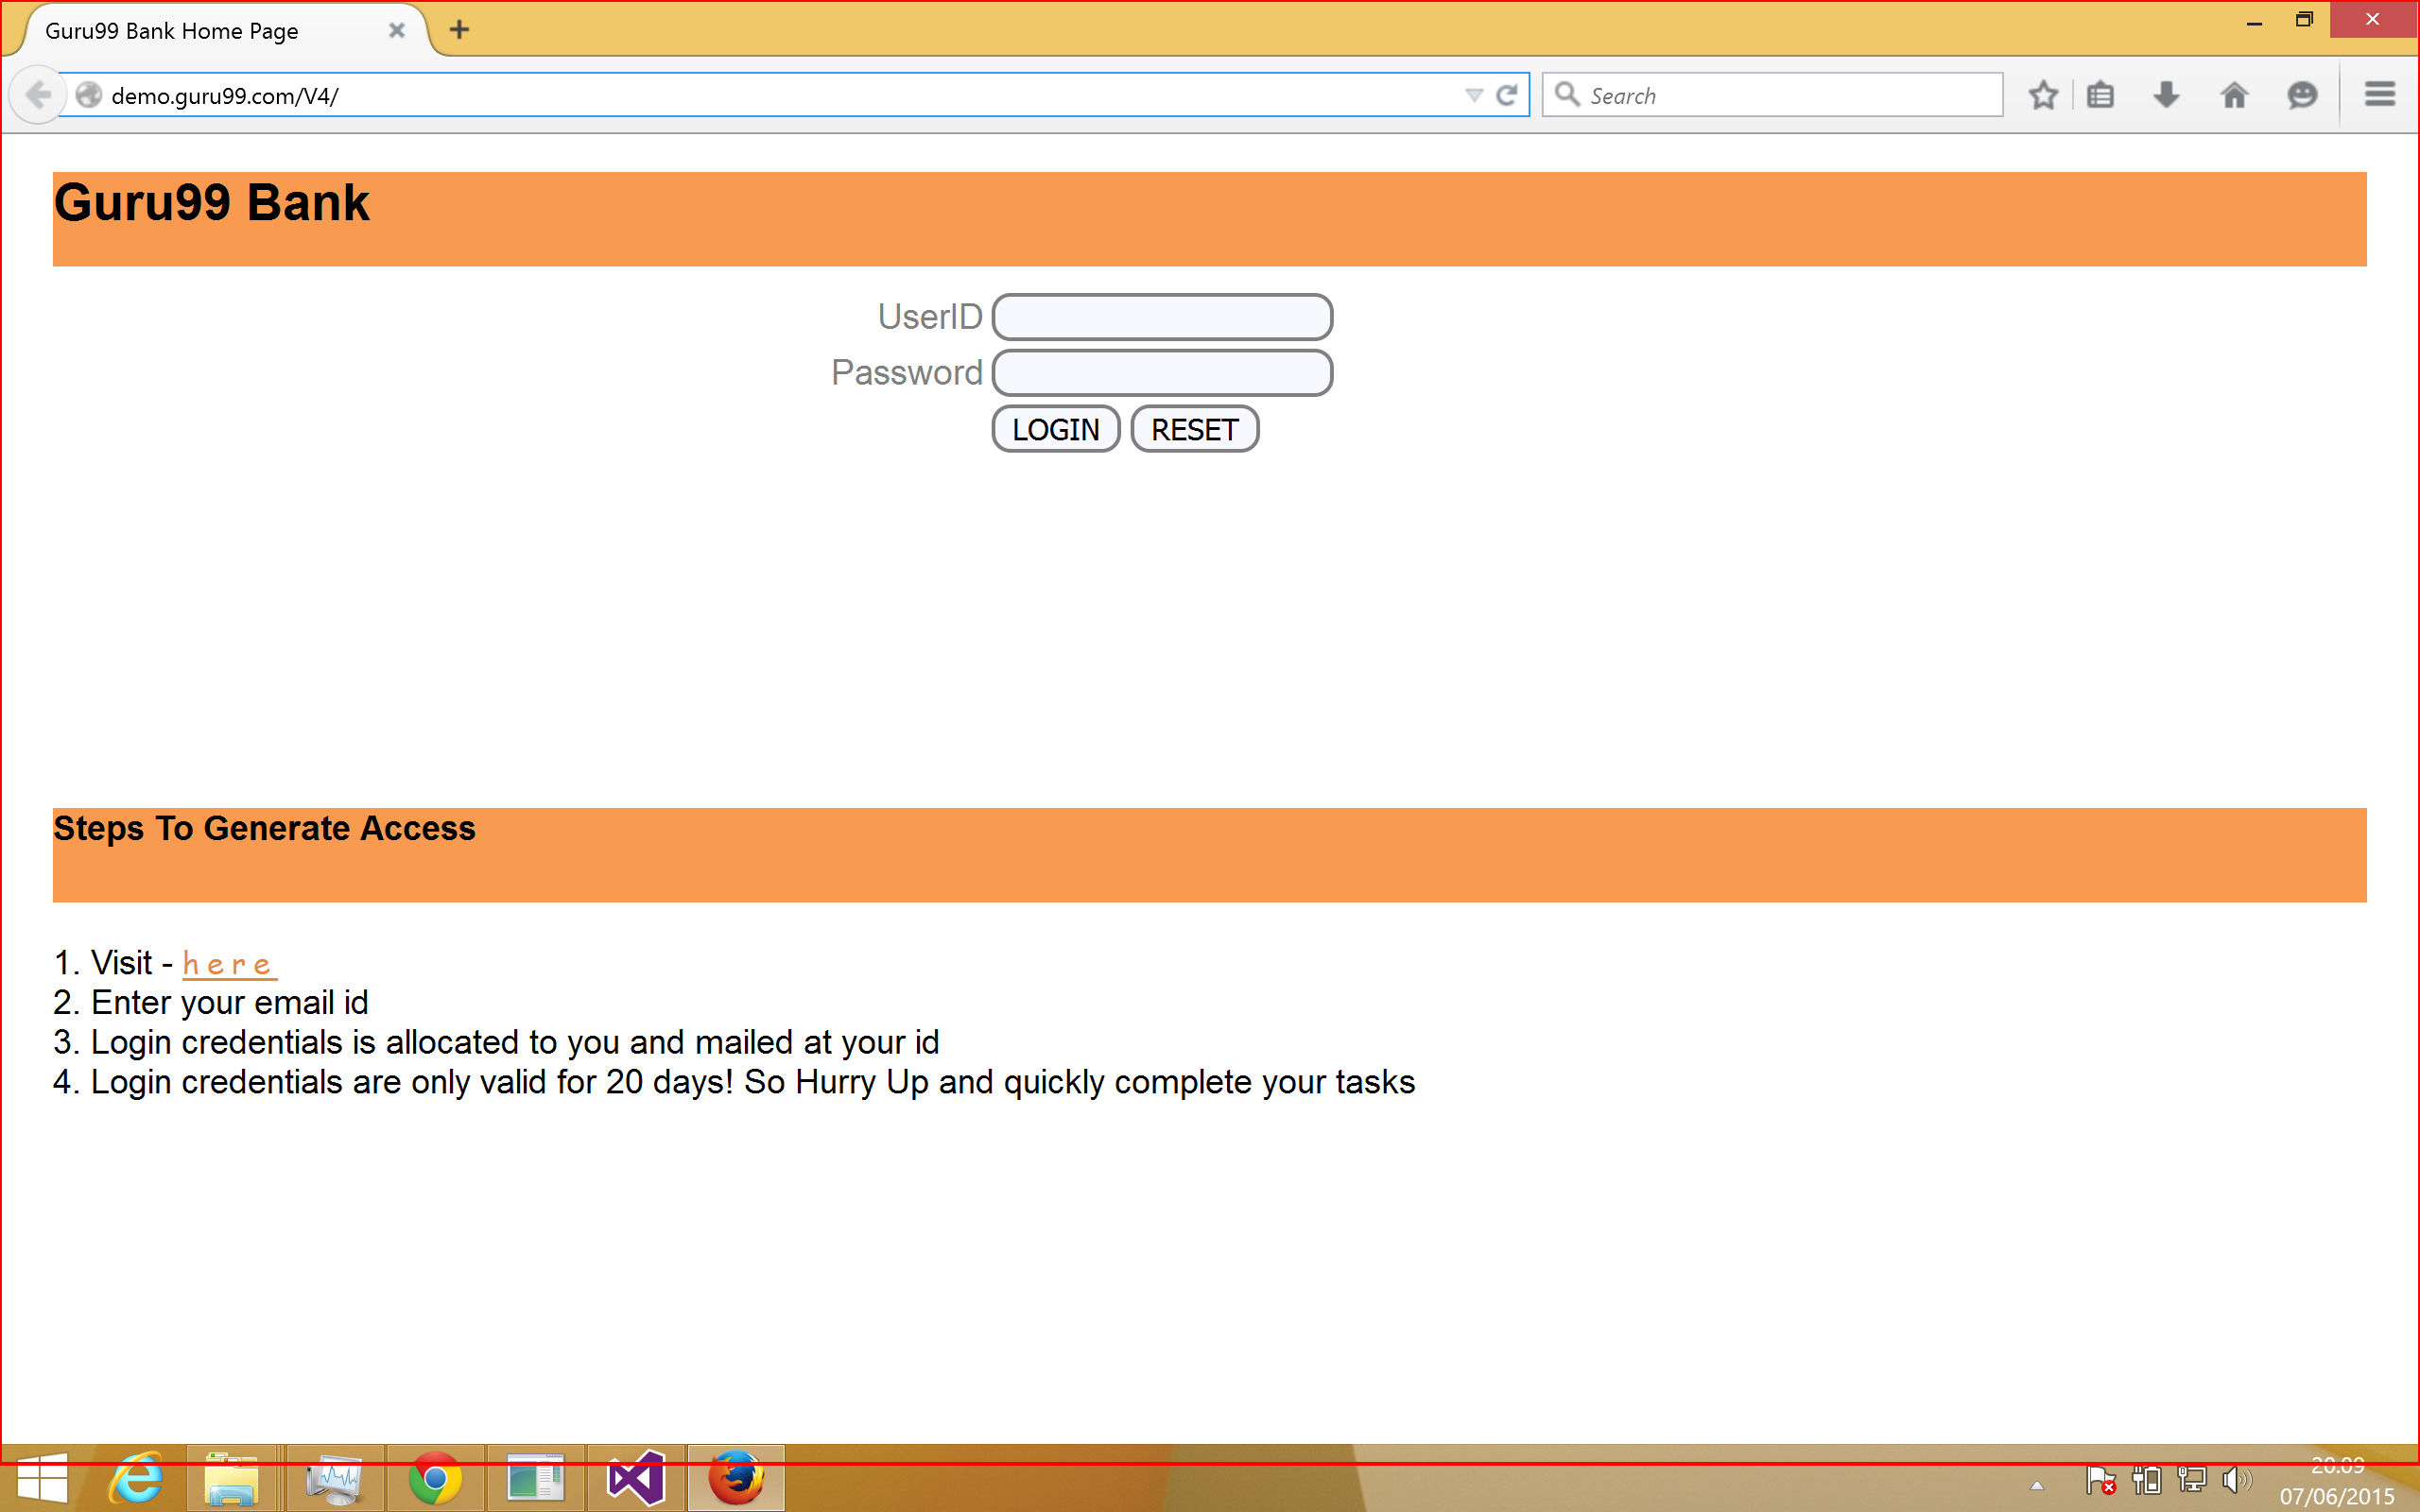 Guru99 Bank Home Page
demo.guru99.com/V4/
Search
Guru99 Bank
UserID
Password
LOGIN RESET
Steps To Generate Access
1. Visit - here
2. Enter your email id
3. Login credentials is allocated to you and mailed at your id
4. Login credentials are only valid for 20 days! So Hurry Up and quickly complete your tasks
20:09
07/06/2015